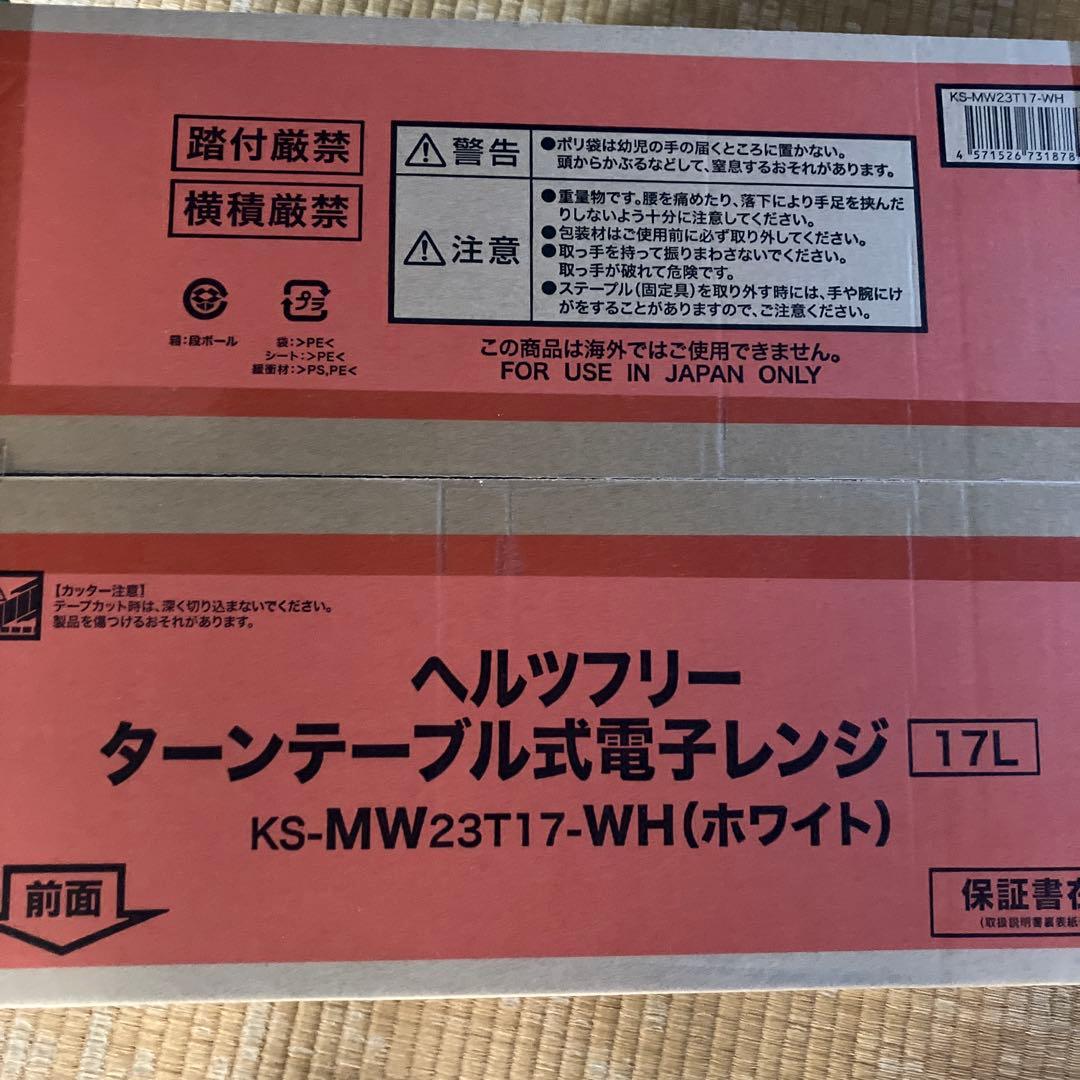 KS-MW23T17-WH
4 571526 731878
踏付厳禁
横積厳禁
警告
●ポリ袋は幼児の手の届くところに置かない。
頭からかぶるなどして、窒息するおそれがあります。
注意
●重量物です。腰を痛めたり、落下により手足を挟んだ
りしないよう十分に注意してください。
●包装材はご使用前に必ず取り外してください。
●取っ手を持って振りまわさないでください。
取っ手が破れて危険です。
●ステープル(固定具)を取り外す時には、手や腕にけ
がをすることがありますので、ご注意ください。
箱:段ボール
プラ
袋:>PE<
シート:>PE<
緩衝材:>PS,PE<
この商品は海外ではご使用できません。
FOR USE IN JAPAN ONLY
【カッター注意】
テープカット時は、深く切り込まないでください。
製品を傷つけるおそれがあります。
ヘルツフリー
ターンテーブル式電子レンジ 17L
KS-MW23T17-WH(ホワイト)
前面
保証書在
(取扱説明書裏表紙